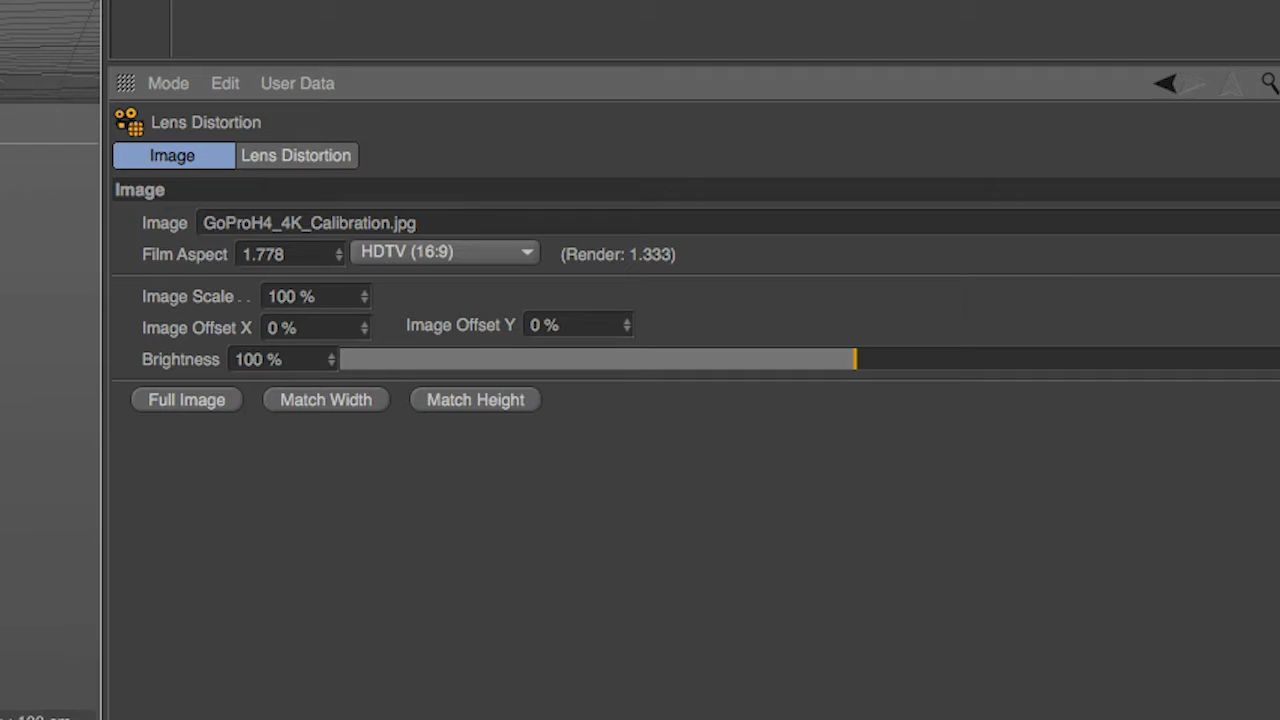 Mode Edit User Data
Lens Distortion
Image Lens Distortion
Image
Image GoProH4_4K_Calibration.jpg
Film Aspect 1.778 HDTV (16:9) (Render: 1.333)
Image Scale . . 100 %
Image Offset X 0 % Image Offset Y 0 %
Brightness 100 %
Full Image Match Width Match Height